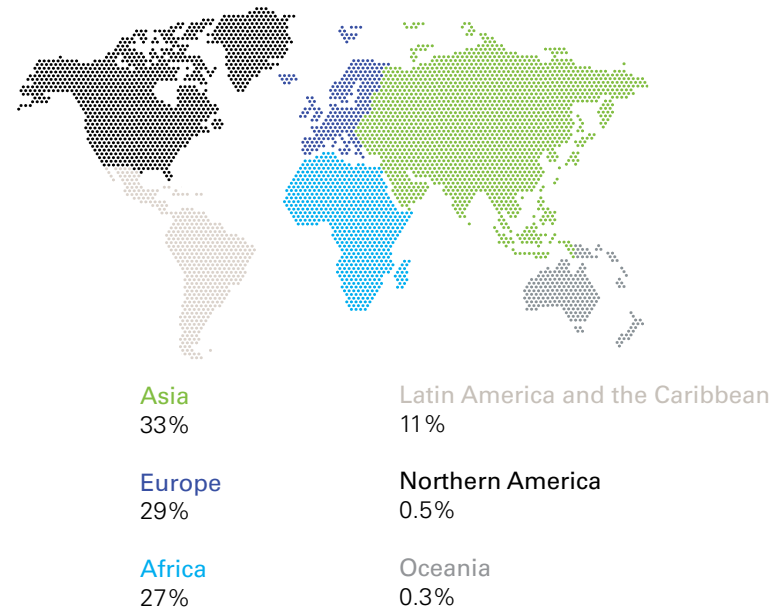 Asia
33%
Europe
29%
Africa
27%
Latin America and the Caribbean
11%
Northern America
0.5%
Oceania
0.3%